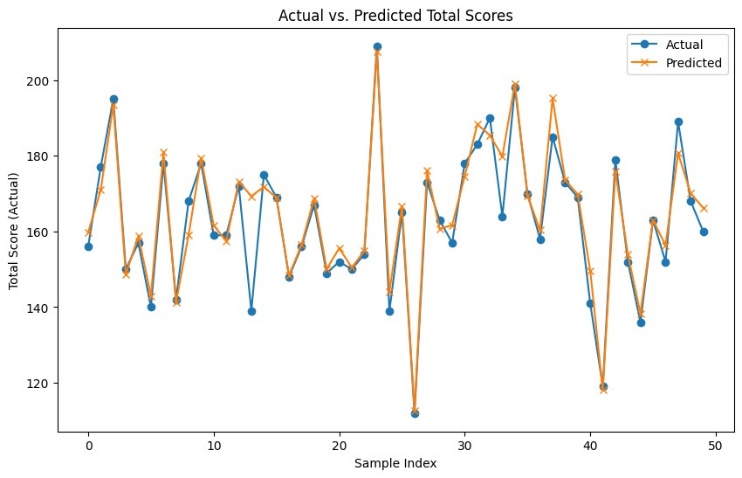 Actual vs. Predicted Total Scores
Actual
Predicted
Total Score (Actual)
200
180
160
140
120
0
10
20
30
40
50
Sample Index